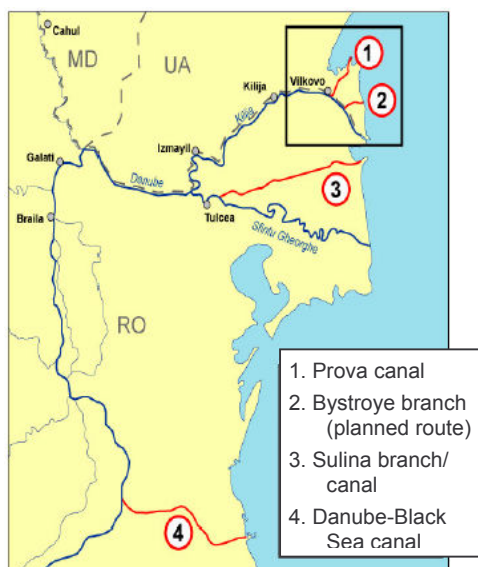 Cahul
MD
UA
1
Kilija
Vilkovo
2
Kilija
Izmayil
Galati
Danube
3
Tulcea
Braila
Sfintu Gheorghe
RO
1. Prova canal
2. Bystroye branch
(planned route)
3. Sulina branch/
canal
4. Danube-Black
Sea canal
4